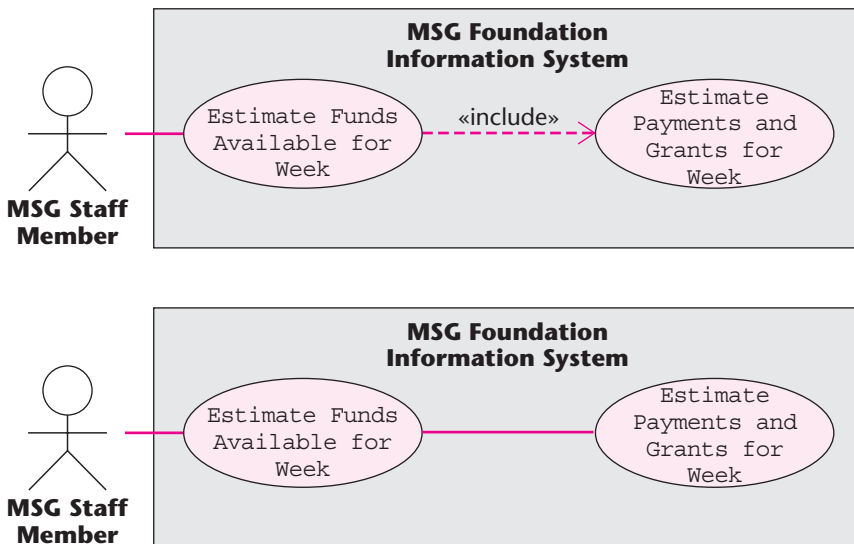 MSG Foundation
Information System
Estimate Funds
Available for
Week
«include»
Estimate
Payments and
Grants for
Week
MSG Staff
Member
MSG Foundation
Information System
Estimate Funds
Available for
Week
Estimate
Payments and
Grants for
Week
MSG Staff
Member